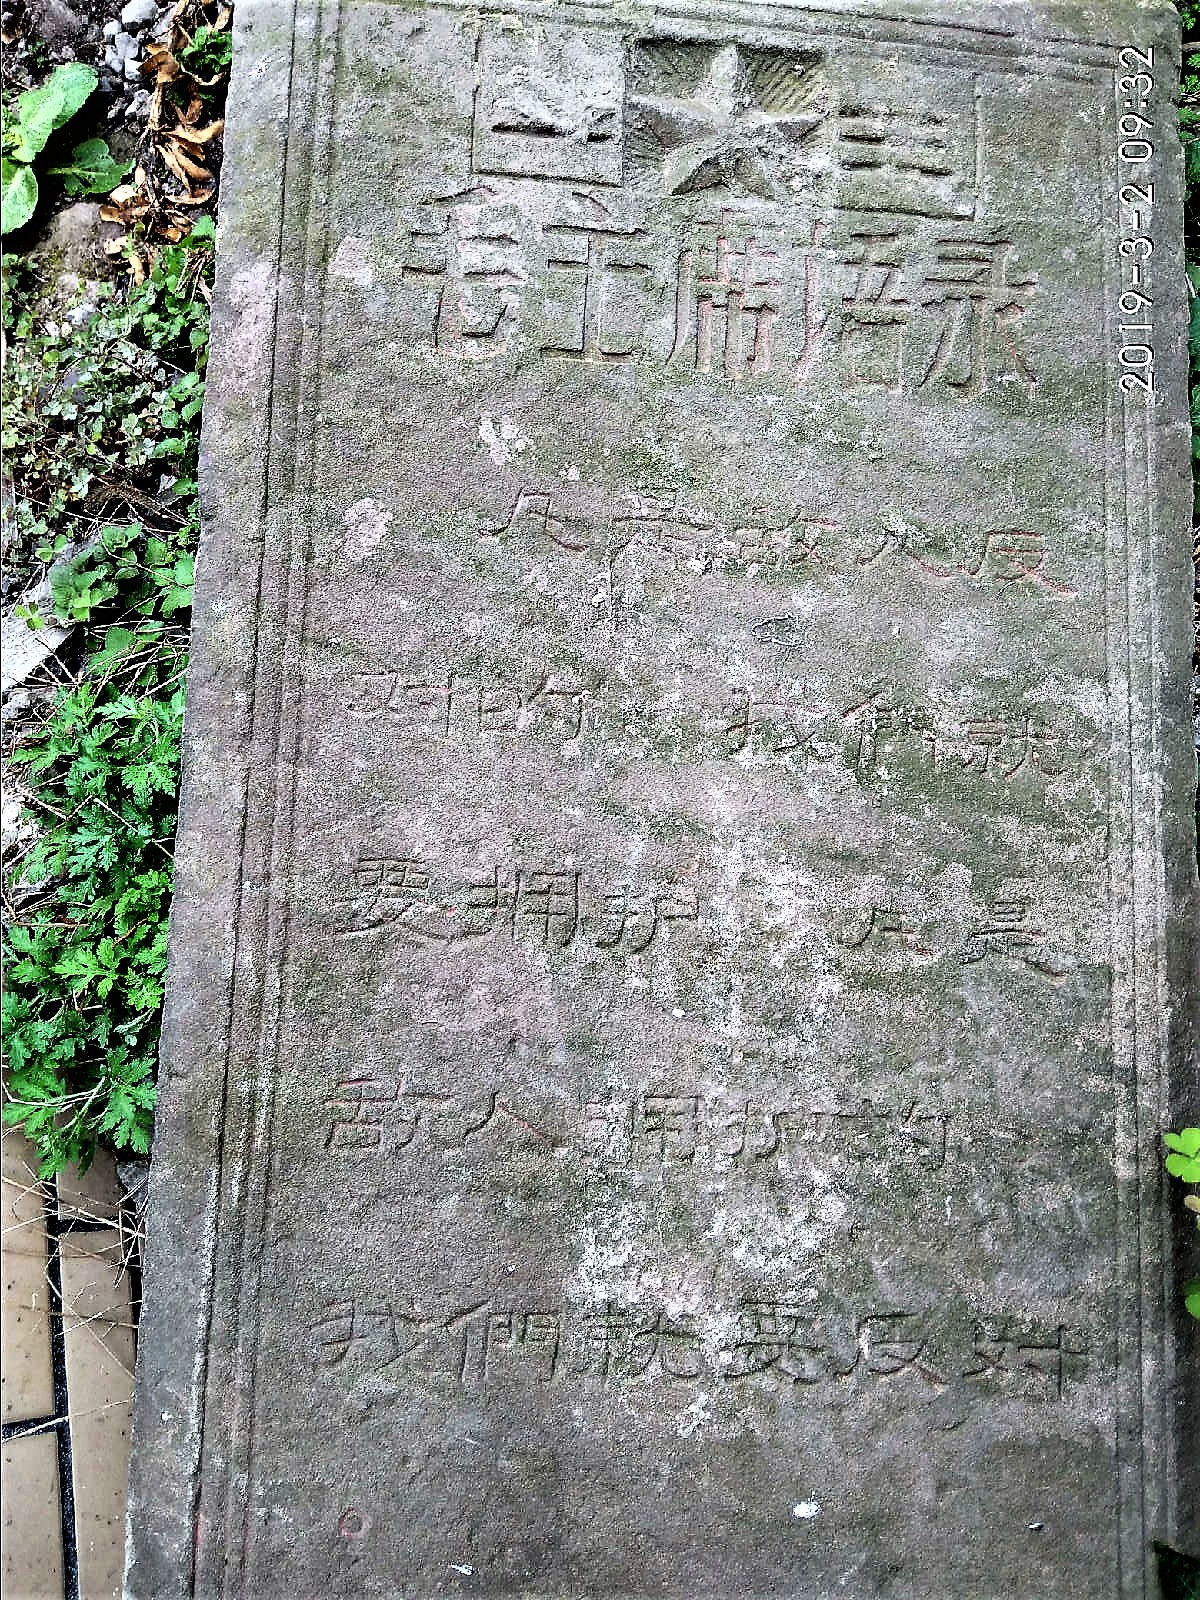 毛主席语录
凡是敌人反
对的 我们就
要拥护 凡是
敌人拥护的
我們就要反对
2019-3-2 09:32